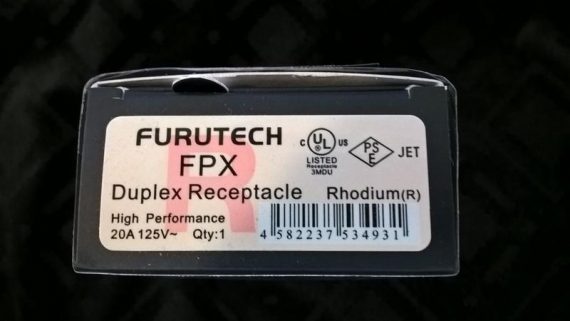 FURUTECH
FPX
R
Duplex Receptacle Rhodium(R)
High Performance
20A 125V~ Qty:1
C UL US
LISTED
Receptacle
3MDU
PS
E
JET
4 582237 534931